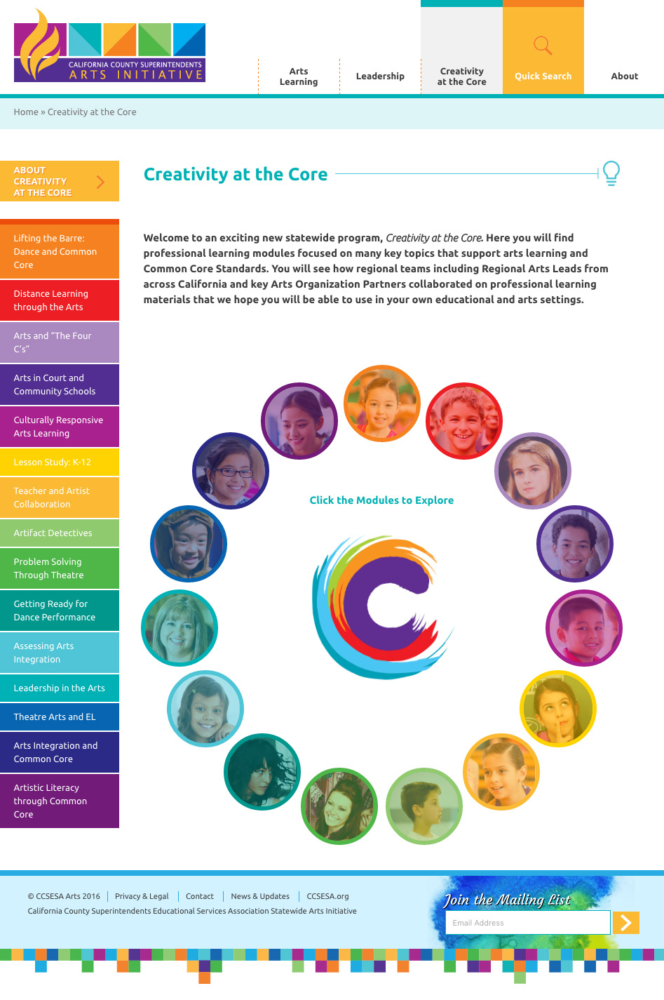 CALIFORNIA COUNTY SUPERINTENDENTS
ARTS INITIATIVE
Arts
Learning
Leadership
Creativity
at the Core
Quick Search
About
Home » Creativity at the Core
ABOUT
CREATIVITY
AT THE CORE
Lifting the Barre:
Dance and Common
Core
Distance Learning
through the Arts
Arts and “The Four
C’s”
Arts in Court and
Community Schools
Culturally Responsive
Arts Learning
Lesson Study: K-12
Teacher and Artist
Collaboration
Artifact Detectives
Problem Solving
Through Theatre
Getting Ready for
Dance Performance
Assessing Arts
Integration
Leadership in the Arts
Theatre Arts and EL
Arts Integration and
Common Core
Artistic Literacy
through Common
Core
Creativity at the Core
Welcome to an exciting new statewide program, Creativity at the Core. Here you will find
professional learning modules focused on many key topics that support arts learning and
Common Core Standards. You will see how regional teams including Regional Arts Leads from
across California and key Arts Organization Partners collaborated on professional learning
materials that we hope you will be able to use in your own educational and arts settings.
Click the Modules to Explore
© CCSESA Arts 2016
Privacy & Legal
Contact
News & Updates
CCSESA.org
California County Superintendents Educational Services Association Statewide Arts Initiative
Join the Mailing List
Email Address